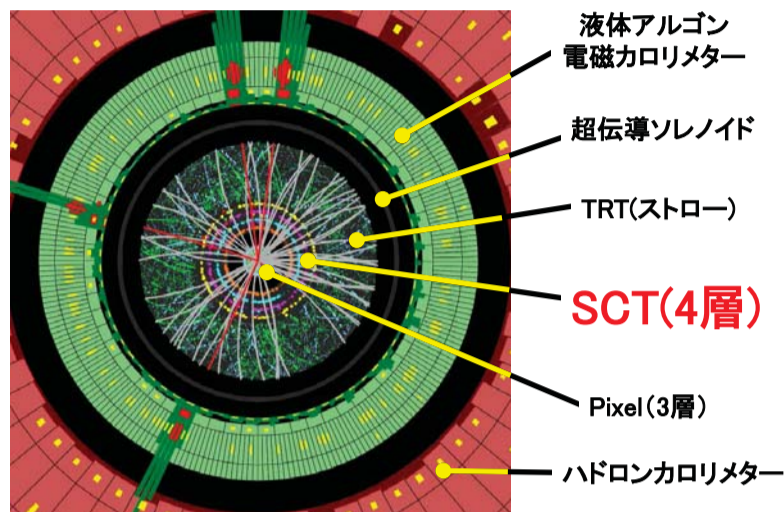 液体アルゴン
電磁カロリメター
超伝導ソレノイド
TRT(ストロー)
SCT(4層)
Pixel(3層)
ハドロンカロリメター